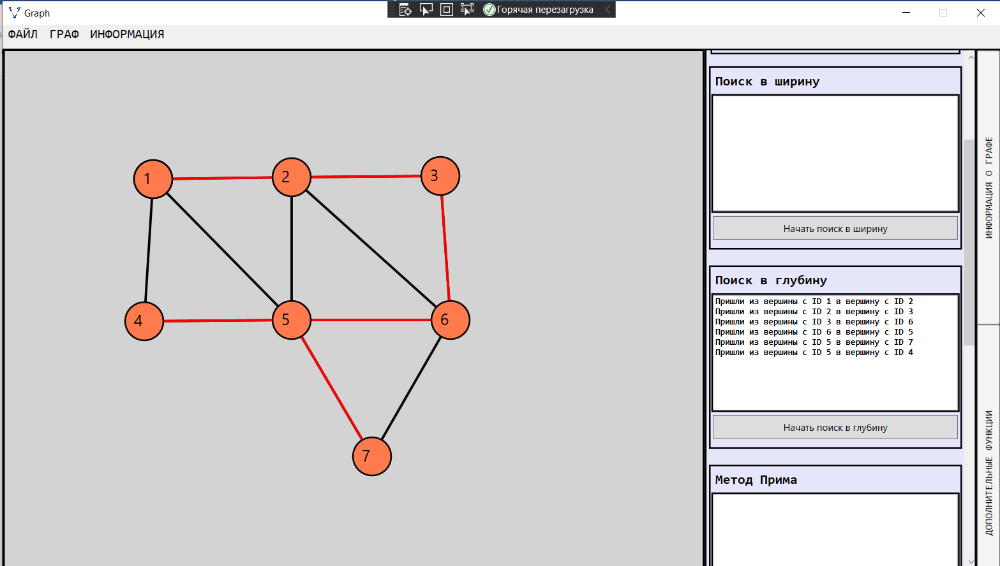 Graph
Горячая перезагрузка
ФАЙЛ ГРАФ ИНФОРМАЦИЯ
1
2
3
4
5
6
7
Поиск в ширину
Начать поиск в ширину
Поиск в глубину
Пришли из вершины с ID 1 в вершину с ID 2
Пришли из вершины с ID 2 в вершину с ID 3
Пришли из вершины с ID 3 в вершину с ID 6
Пришли из вершины с ID 6 в вершину с ID 5
Пришли из вершины с ID 5 в вершину с ID 7
Пришли из вершины с ID 5 в вершину с ID 4
Начать поиск в глубину
Метод Прима
ИНФОРМАЦИЯ О ГРАФЕ
ДОПОЛНИТЕЛЬНЫЕ ФУНКЦИИ